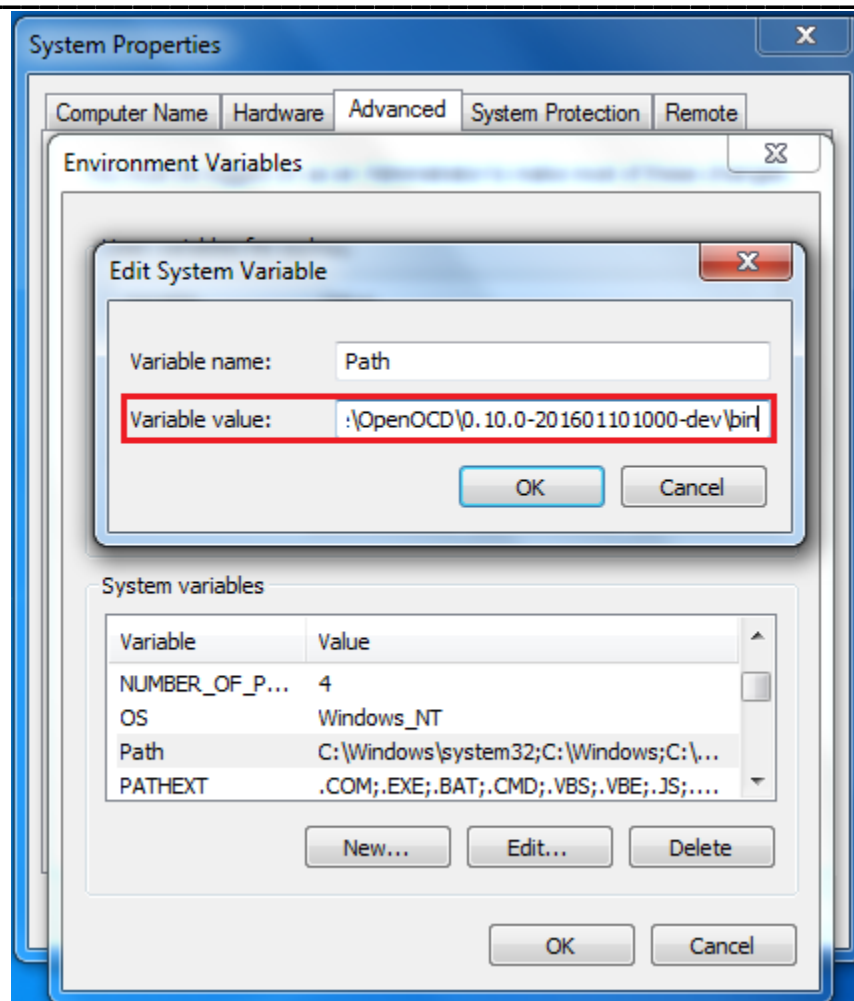 System Properties
Computer Name Hardware Advanced System Protection Remote
Environment Variables
Edit System Variable
Variable name: Path
Variable value: :\OpenOCD\0.10.0-201601101000-dev\bin
OK Cancel
System variables
Variable Value
NUMBER_OF_P... 4
OS Windows_NT
Path C:\Windows\system32;C:\Windows;C:\...
PATHEXT .COM;.EXE;.BAT;.CMD;.VBS;.VBE;.JS;....
New... Edit... Delete
OK Cancel